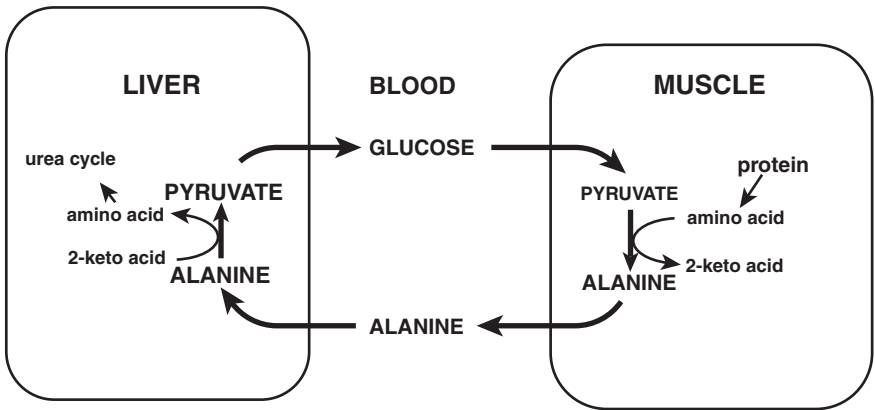 LIVER
BLOOD
MUSCLE
GLUCOSE
urea cycle
protein
PYRUVATE
PYRUVATE
amino acid
amino acid
2-keto acid
2-keto acid
ALANINE
ALANINE
ALANINE